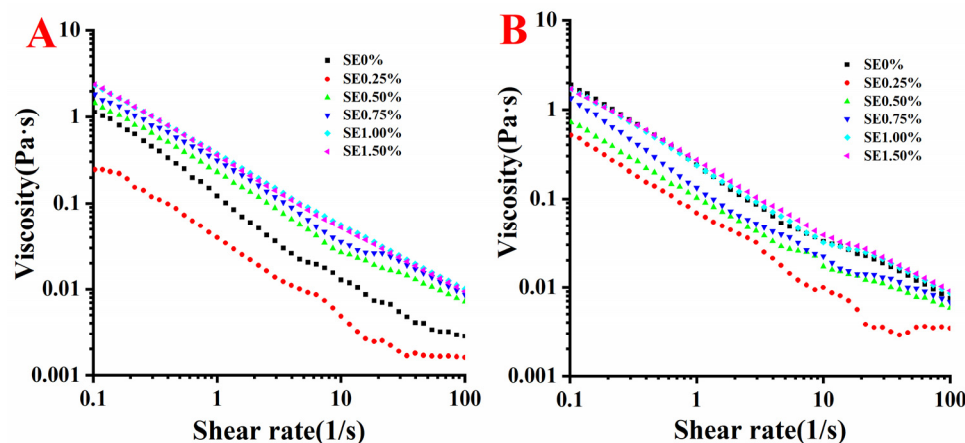 A
10
1
0.1
0.01
0.001
Viscosity(Pa·s)
SE0%
SE0.25%
SE0.50%
SE0.75%
SE1.00%
SE1.50%
0.1
1
10
100
Shear rate(1/s)
B
10
1
0.1
0.01
0.001
Viscosity(Pa·s)
SE0%
SE0.25%
SE0.50%
SE0.75%
SE1.00%
SE1.50%
0.1
1
10
100
Shear rate(1/s)